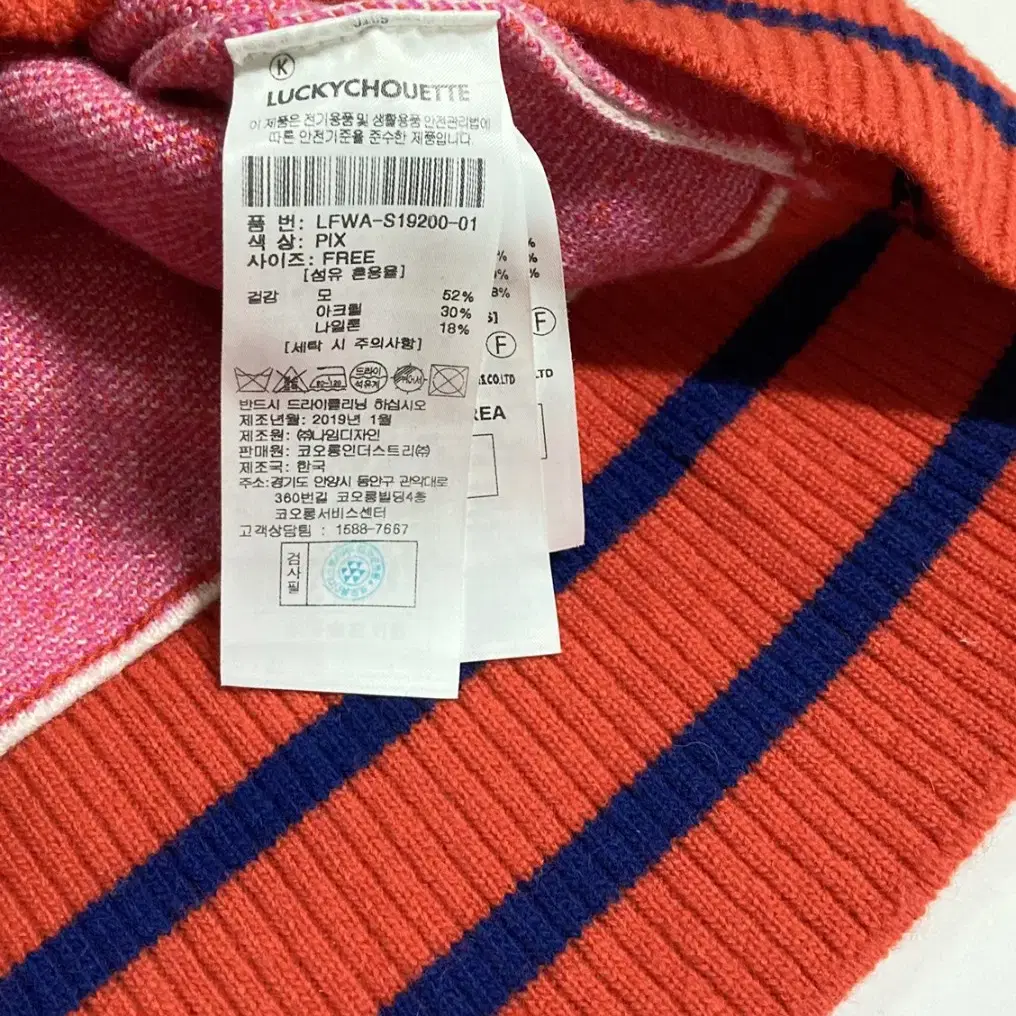 K
LUCKYCHOUETTE
이 제품은 전기용품 및 생활용품 안전관리법에
따른 안전기준을 준수한 제품입니다.
품 번: LFWA-S19200-01
색 상: PIX
사이즈: FREE
[섬유 혼용율]
겉감 모 52%
아크릴 30%
나일론 18%
[세탁 시 주의사항]
드라이
석유계
반드시 드라이클리닝 하십시오
제조년월: 2019년 1월
제조원: ㈜나임디자인
판매원: 코오롱인더스트리㈜
제조국: 한국
주소:경기도 안양시 동안구 관악대로
360번길 코오롱빌딩4층
코오롱서비스센터
고객상담팀 : 1588-7667
검사필
%
%
%
8%
F
F
S.CO.LTD
LTD
REA